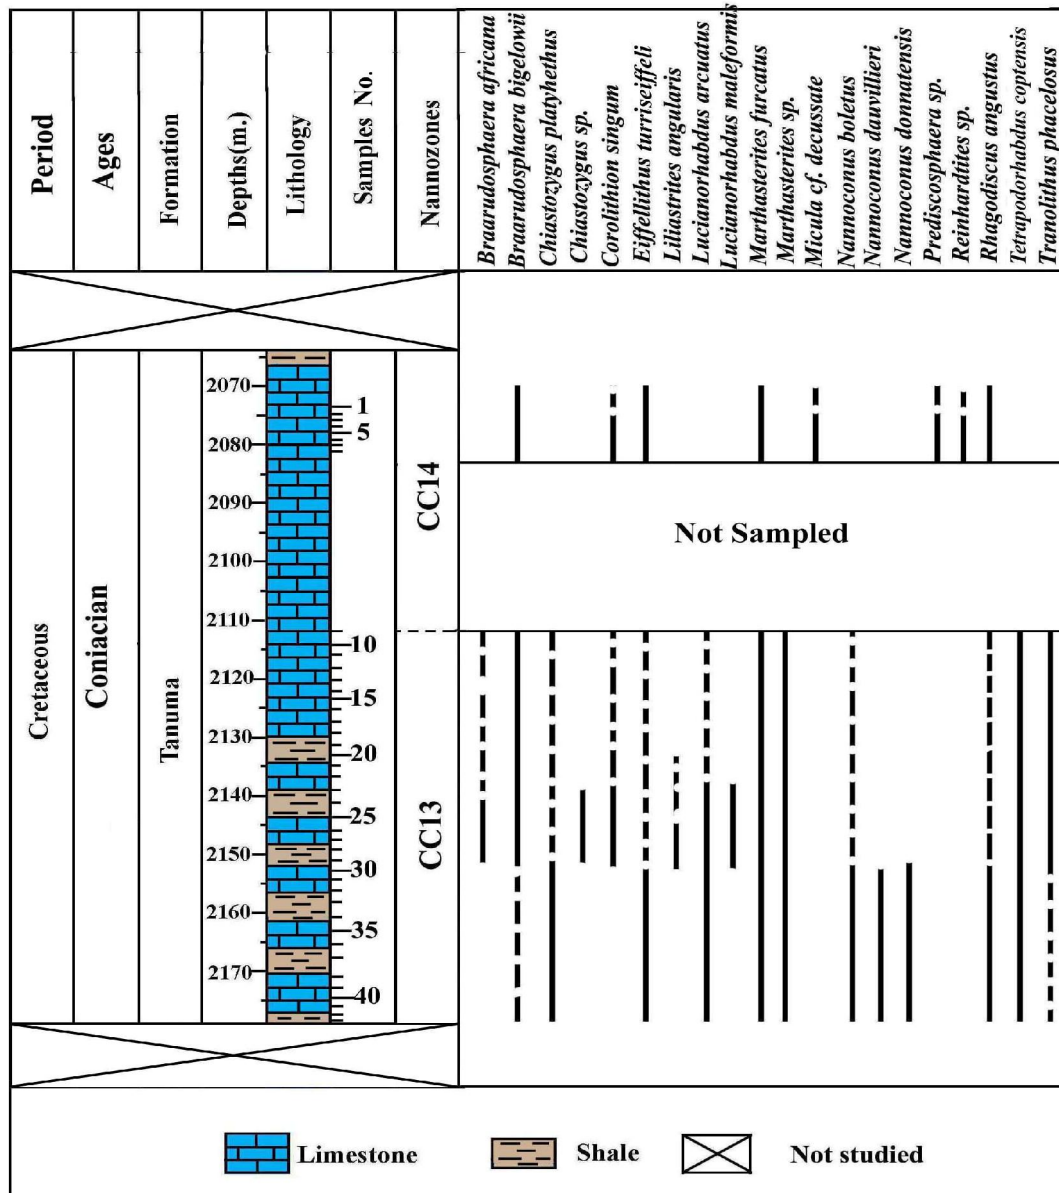 Period
Ages
Formation
Depths(m.)
Lithology
Samples No.
Nannozones
Braarudosphaera africana
Braarudosphaera bigelowii
Chiastozygus platyhethus
Chiastozygus sp.
Corolithion singum
Eiffellithus turriseiffeli
Liliastrites angularis
Lucianorhabdus arcuatus
Lucianorhabdus maleformis
Marthasterites furcatus
Marthasterites sp.
Micula cf. decussate
Nannoconus boletus
Nannoconus dauvillieri
Nannoconus donnatensis
Prediscosphaera sp.
Reinhardtites sp.
Rhagodiscus angustus
Tetrapodorhabdus coptensis
Tranolithus phacelosus
Cretaceous
Coniacian
Tanuma
2070
2080
2090
2100
2110
2120
2130
2140
2150
2160
2170
1
5
10
15
20
25
30
35
40
CC14
CC13
Not Sampled
Limestone
Shale
Not studied